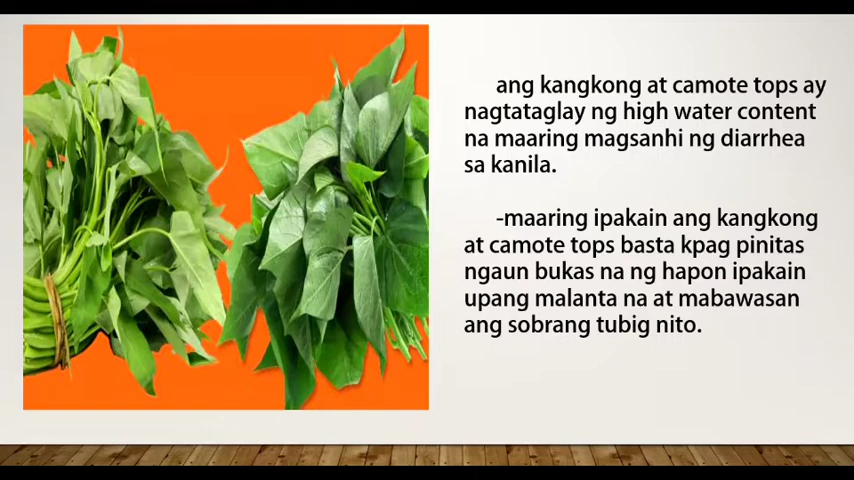 ang kangkong at camote tops ay
nagtataglay ng high water content
na maaring magsanhi ng diarrhea
sa kanila.
-maaring ipakain ang kangkong
at camote tops basta kpag pinitas
ngaun bukas na ng hapon ipakain
upang malanta na at mabawasan
ang sobrang tubig nito.